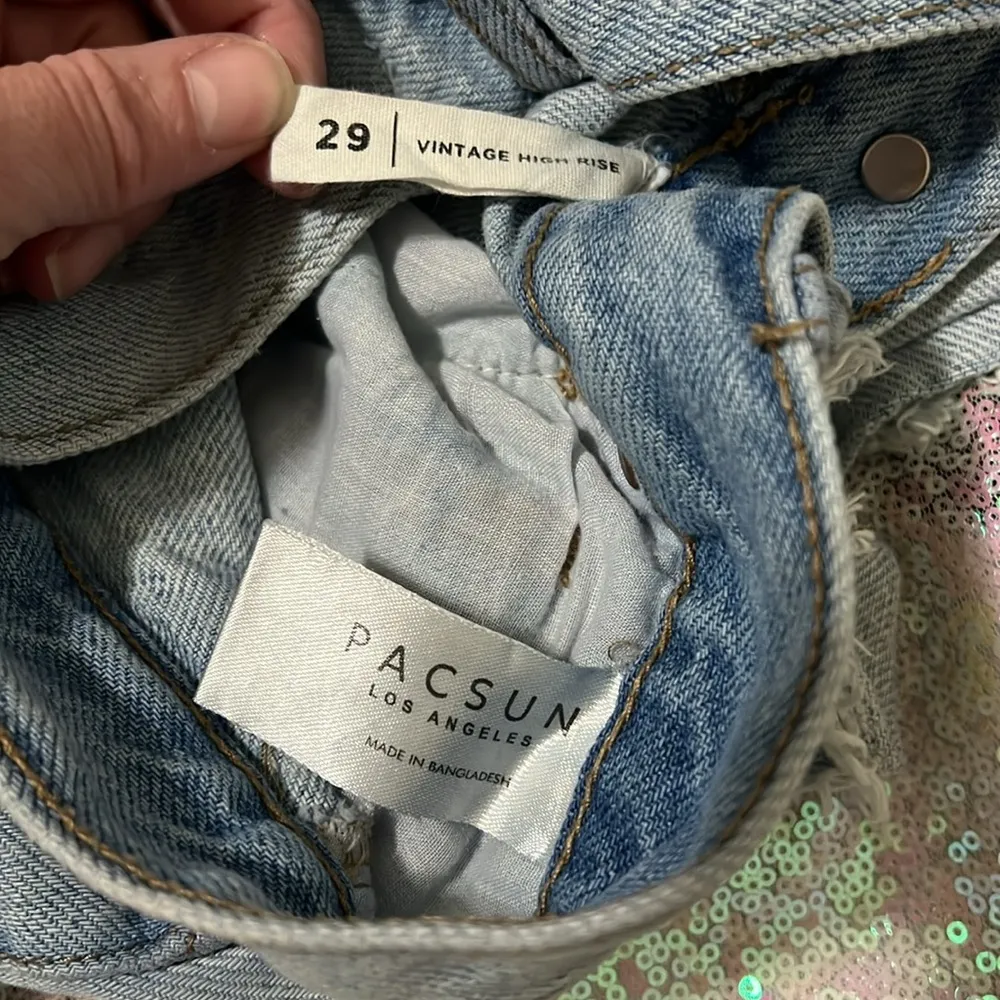 29 | VINTAGE HIGH RISE
PACSUN
LOS ANGELES
MADE IN BANGLADESH